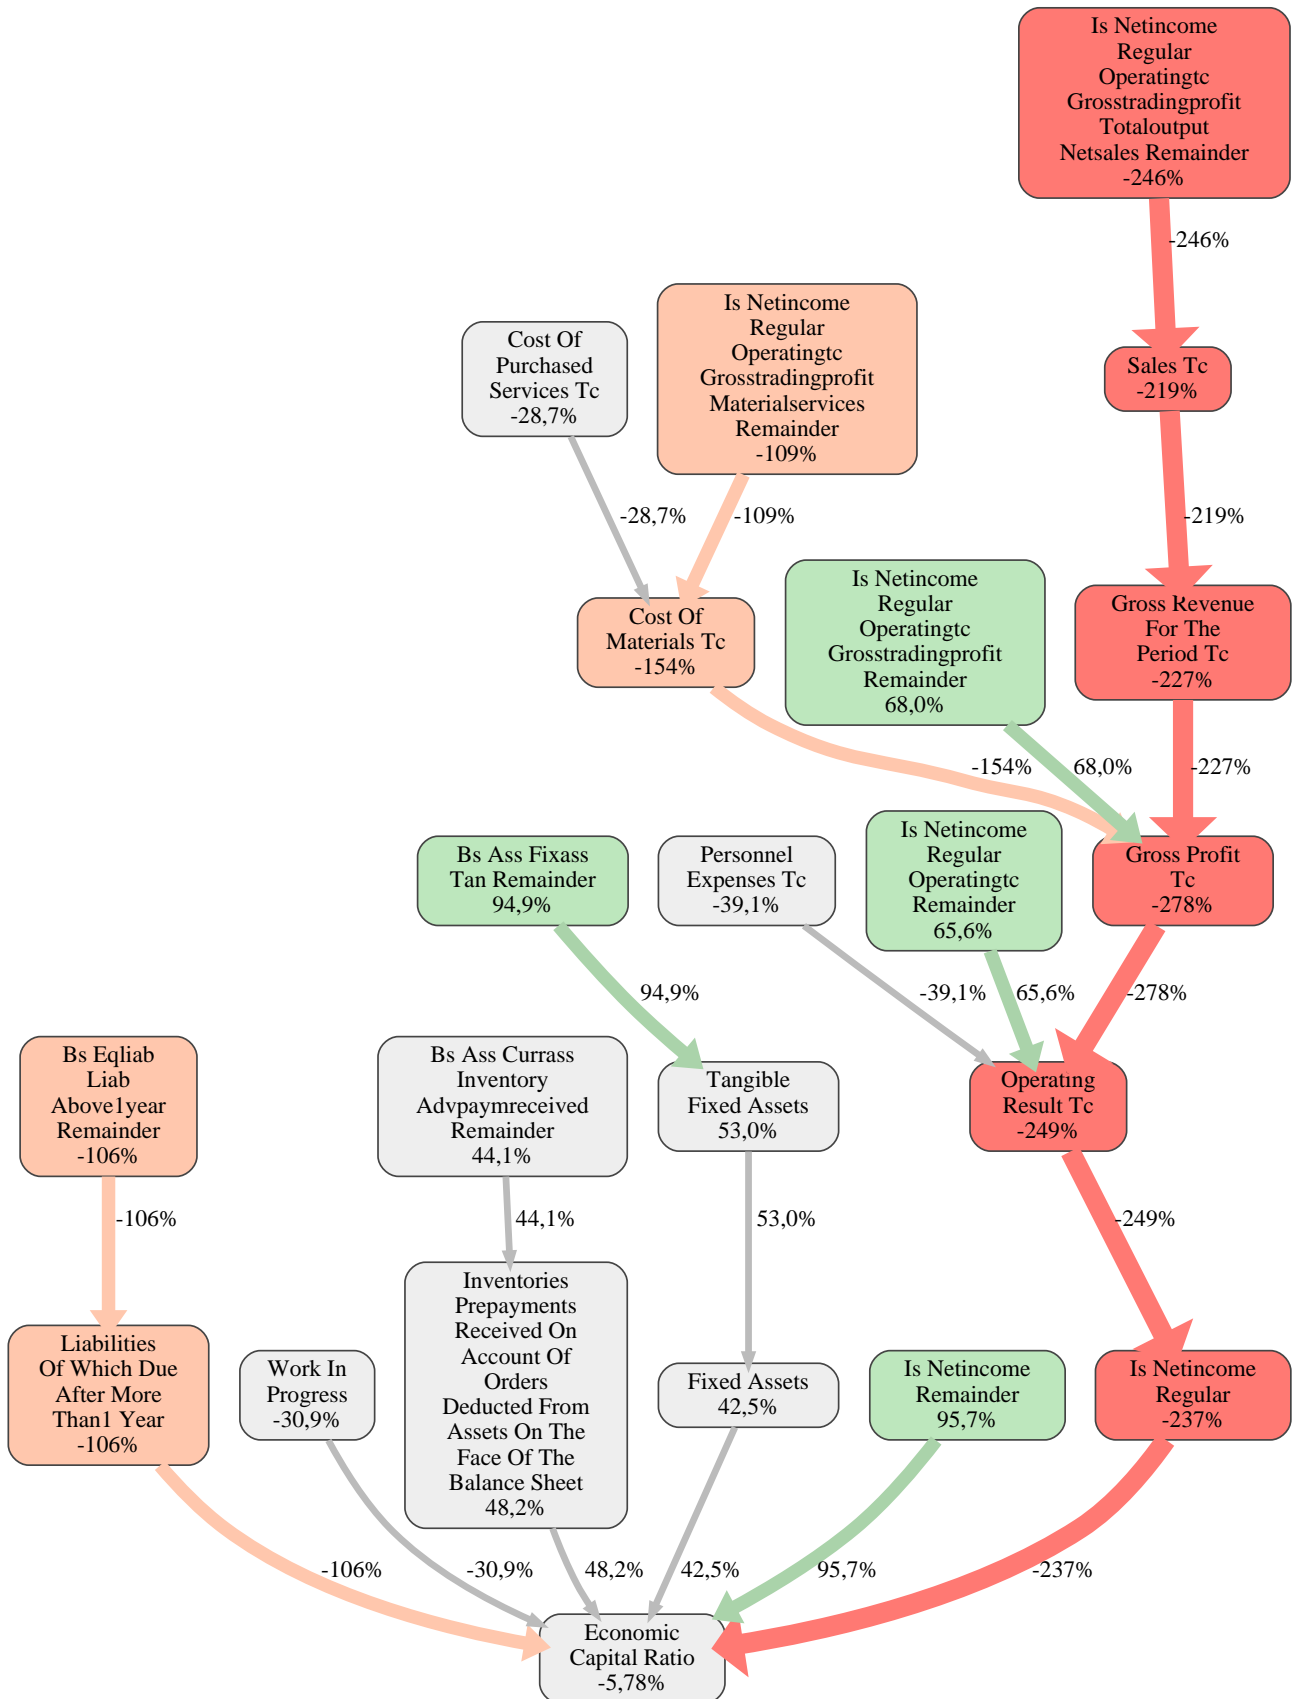 Is Netincome
Regular
Operatingtc
Grosstradingprofit
Totaloutput
Netsales Remainder
-246%
-246%
Cost Of
Purchased
Services Tc
-28,7%
Is Netincome
Regular
Operatingtc
Grosstradingprofit
Materialservices
Remainder
-109%
Sales Tc
-219%
-28,7%
-109%
-219%
Cost Of
Materials Tc
-154%
Is Netincome
Regular
Operatingtc
Grosstradingprofit
Remainder
68,0%
Gross Revenue
For The
Period Tc
-227%
-154%
68,0%
-227%
Bs Ass Fixass
Tan Remainder
94,9%
Personnel
Expenses Tc
-39,1%
Is Netincome
Regular
Operatingtc
Remainder
65,6%
Gross Profit
Tc
-278%
94,9%
-39,1%
65,6%
-278%
Bs Eqliab
Liab
Above1year
Remainder
-106%
Bs Ass Currass
Inventory
Advpaymreceived
Remainder
44,1%
Tangible
Fixed Assets
53,0%
Operating
Result Tc
-249%
-106%
44,1%
53,0%
-249%
Liabilities
Of Which Due
After More
Than1 Year
-106%
Work In
Progress
-30,9%
Inventories
Prepayments
Received On
Account Of
Orders
Deducted From
Assets On The
Face Of The
Balance Sheet
48,2%
Fixed Assets
42,5%
Is Netincome
Remainder
95,7%
Is Netincome
Regular
-237%
-106%
-30,9%
48,2%
42,5%
95,7%
-237%
Economic
Capital Ratio
-5,78%